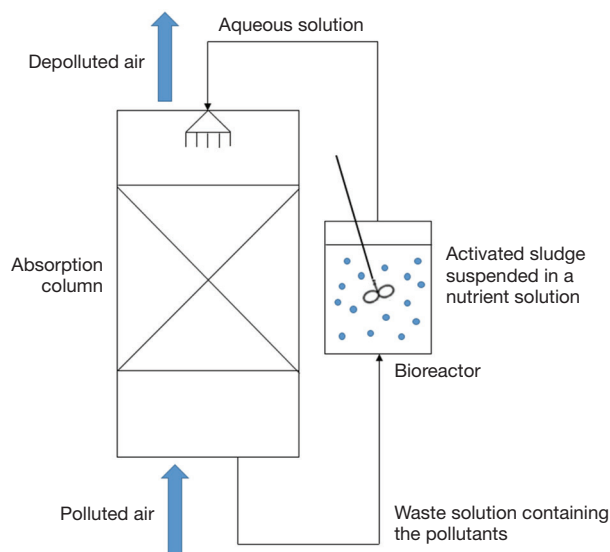 Aqueous solution
Depolluted air
Absorption
column
Activated sludge
suspended in a
nutrient solution
Bioreactor
Polluted air
Waste solution containing
the pollutants